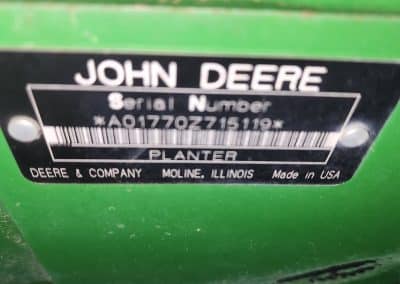 JOHN DEERE
Serial Number
*A01770Z715119*
PLANTER
DEERE & COMPANY MOLINE, ILLINOIS Made in USA